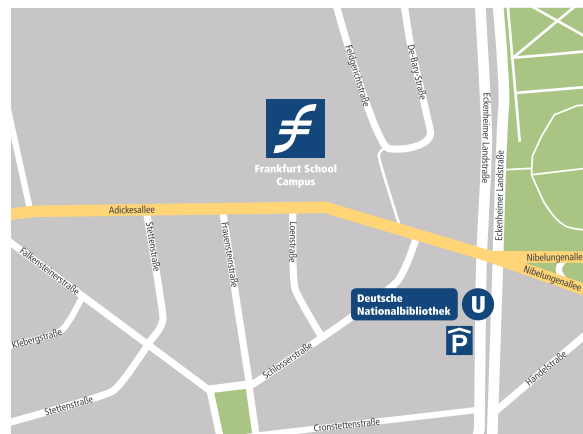 Feldgerichtstraße
De-Bary-Straße
Eckenheimer Landstraße
Eckenheimer Landstraße
Frankfurt School
Campus
Adickesallee
Stettenstraße
Frauensteinstraße
Loenstraße
Falkensteinerstraße
Nibelungenallee
Nibelungenallee
Deutsche
Nationalbibliothek
U
P
Klebergstraße
Schlosserstraße
Händelstraße
Stettenstraße
Cronstettenstraße